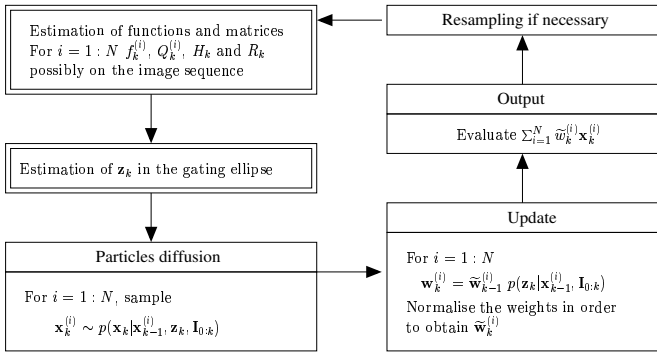 Estimation of functions and matrices
For i = 1 : N f_k^{(i)}, Q_k^{(i)}, H_k and R_k
possibly on the image sequence
Estimation of z_k in the gating ellipse
Particles diffusion
For i = 1 : N, sample
x_k^{(i)} ∼ p(x_k|x_{k−1}^{(i)}, z_k, I_{0:k})
Resampling if necessary
Output
Evaluate ∑_{i=1}^N w̃_k^{(i)} x_k^{(i)}
Update
For i = 1 : N
w_k^{(i)} = w̃_{k−1}^{(i)} p(z_k|x_{k−1}^{(i)}, I_{0:k})
Normalise the weights in order
to obtain w̃_k^{(i)}